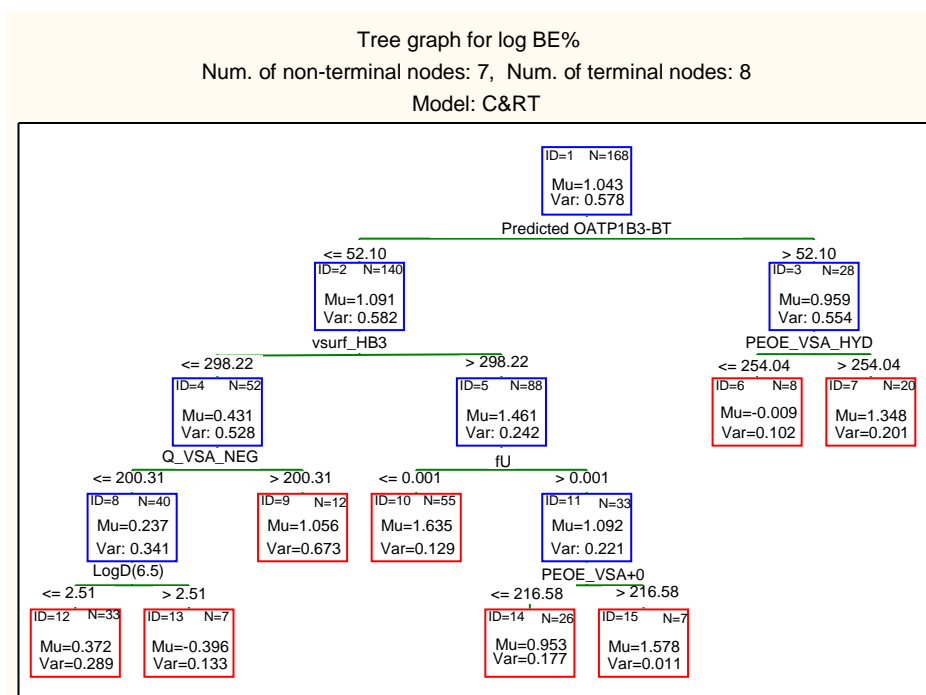 Tree graph for log BE%
Num. of non-terminal nodes: 7,  Num. of terminal nodes: 8
Model: C&RT
ID=1 N=168
Mu=1.043
Var: 0.578
Predicted OATP1B3-BT
<= 52.10 > 52.10
ID=2 N=140 ID=3 N=28
Mu=1.091 Mu=0.959
Var: 0.582 Var: 0.554
vsurf_HB3 PEOE_VSA_HYD
<= 298.22 > 298.22 <= 254.04 > 254.04
ID=4 N=52 ID=5 N=88 ID=6 N=8 ID=7 N=20
Mu=0.431 Mu=1.461 Mu=-0.009 Mu=1.348
Var: 0.528 Var: 0.242 Var=0.102 Var=0.201
Q_VSA_NEG fU
<= 200.31 > 200.31 <= 0.001 > 0.001
ID=8 N=40 ID=9 N=12 ID=10 N=55 ID=11 N=33
Mu=0.237 Mu=1.056 Mu=1.635 Mu=1.092
Var: 0.341 Var=0.673 Var=0.129 Var: 0.221
LogD(6.5) PEOE_VSA+0
<= 2.51 > 2.51 <= 216.58 > 216.58
ID=12 N=33 ID=13 N=7 ID=14 N=26 ID=15 N=7
Mu=0.372 Mu=-0.396 Mu=0.953 Mu=1.578
Var=0.289 Var=0.133 Var=0.177 Var=0.011